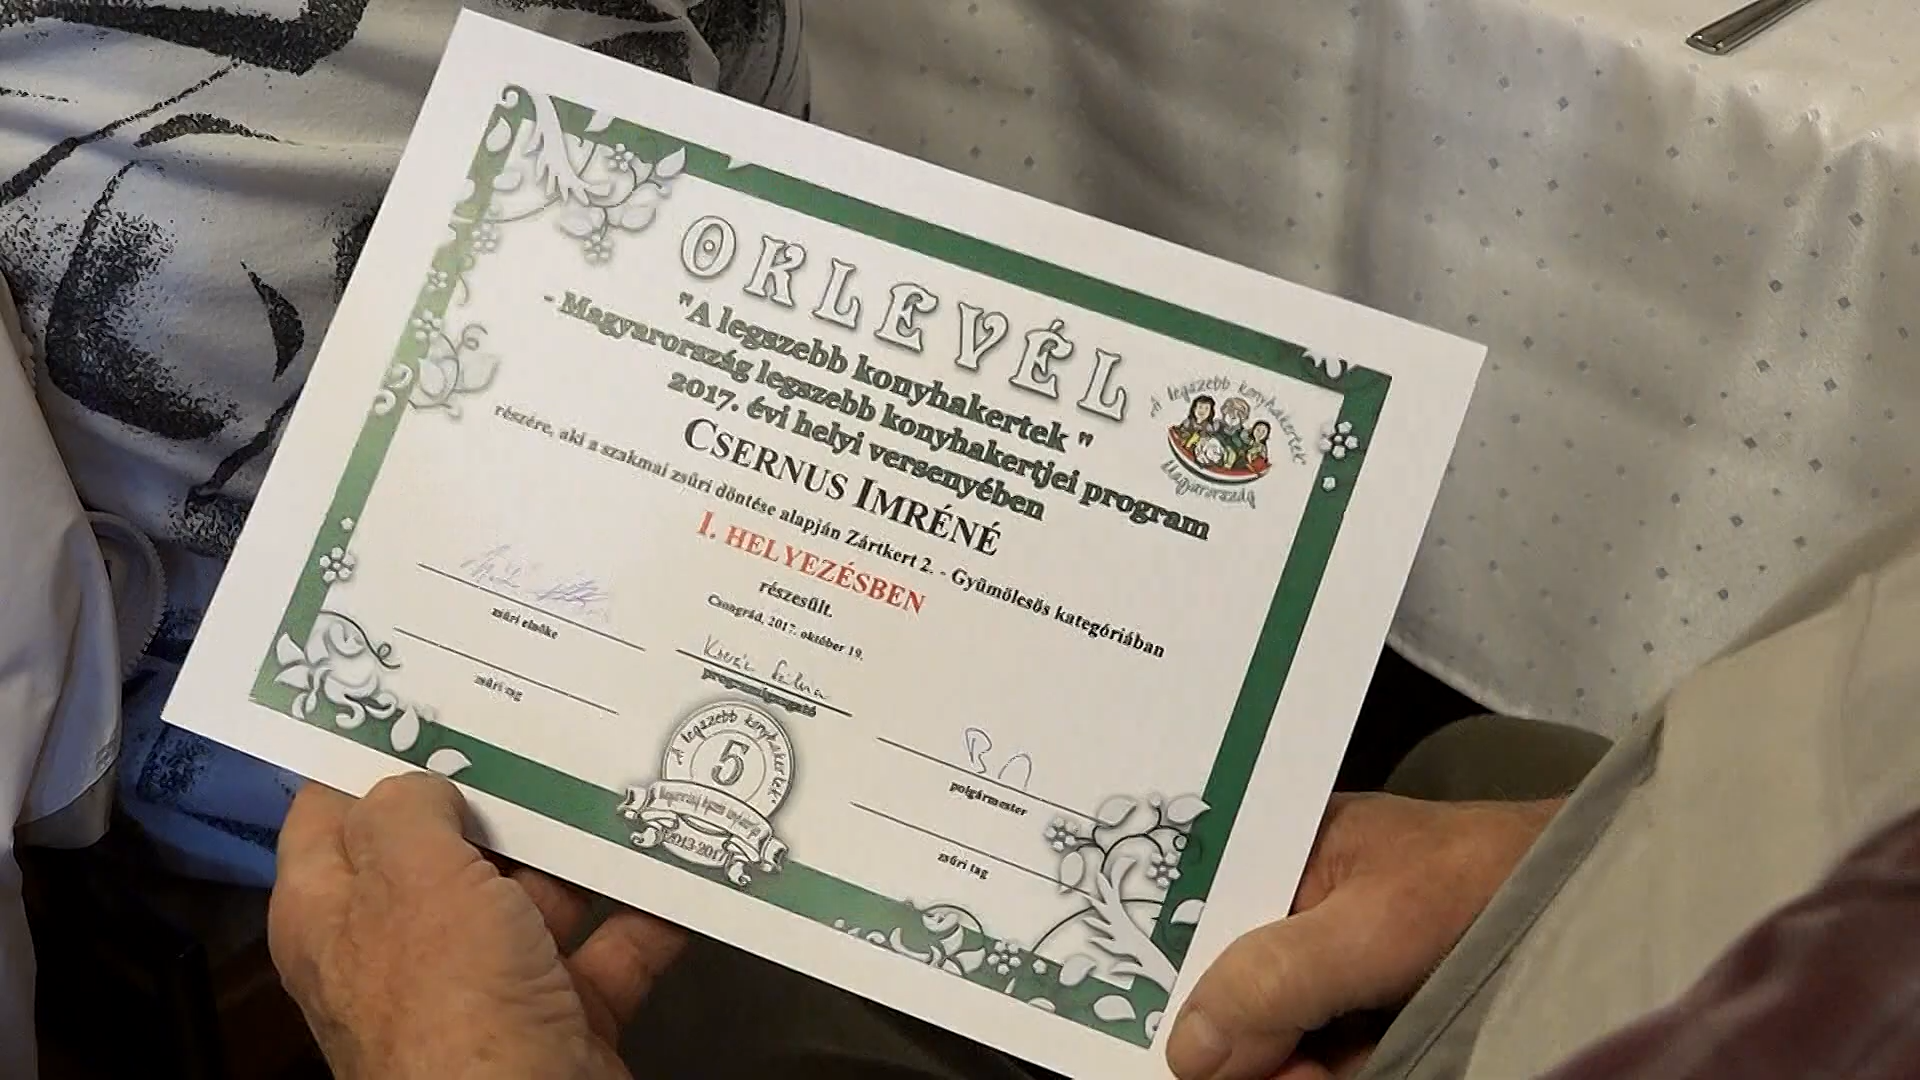 OKLEVÉL
"A legszebb konyhakertek "
- Magyarország legszebb konyhakertjei program
2017. évi helyi versenyében
CSERNUS IMRÉNÉ
részére, aki a szakmai zsűri döntése alapján Zártkert 2. - Gyümölcsös kategóriában
I. HELYEZÉSBEN
részesült.
Csongrád, 2017. október 19.
A legszebb konyhakertek
Magyarország
zsűri elnöke
programigazgató
polgármester
zsűri tag
zsűri tag
"A legszebb konyhakertek"
5
2013-2017